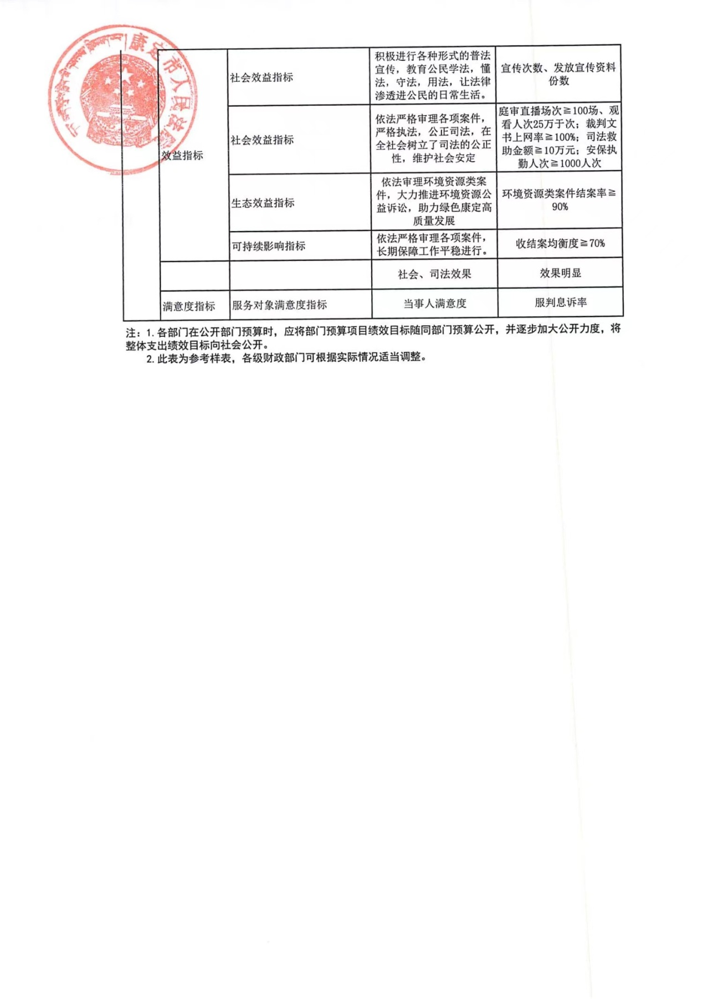 康定市人民法院
社会效益指标
积极进行各种形式的普法
宣传，教育公民学法，懂
法，守法，用法，让法律
渗透进公民的日常生活。
宣传次数、发放宣传资料
份数
效益指标
社会效益指标
依法严格审理各项案件，
严格执法，公正司法，在
全社会树立了司法的公正
性，维护社会安定
庭审直播场次≧100场、观
看人次25万于次；裁判文
书上网率≧100%；司法救
助金额≧10万元；安保执
勤人次≧1000人次
生态效益指标
依法审理环境资源类案
件，大力推进环境资源公
益诉讼，助力绿色康定高
质量发展
环境资源类案件结案率≧
90%
可持续影响指标
依法严格审理各项案件，
长期保障工作平稳进行。
收结案均衡度≧70%
社会、司法效果
效果明显
满意度指标
服务对象满意度指标
当事人满意度
服判息诉率
注：1.各部门在公开部门预算时，应将部门预算项目绩效目标随同部门预算公开，并逐步加大公开力度，将
整体支出绩效目标向社会公开。
2.此表为参考样表，各级财政部门可根据实际情况适当调整。